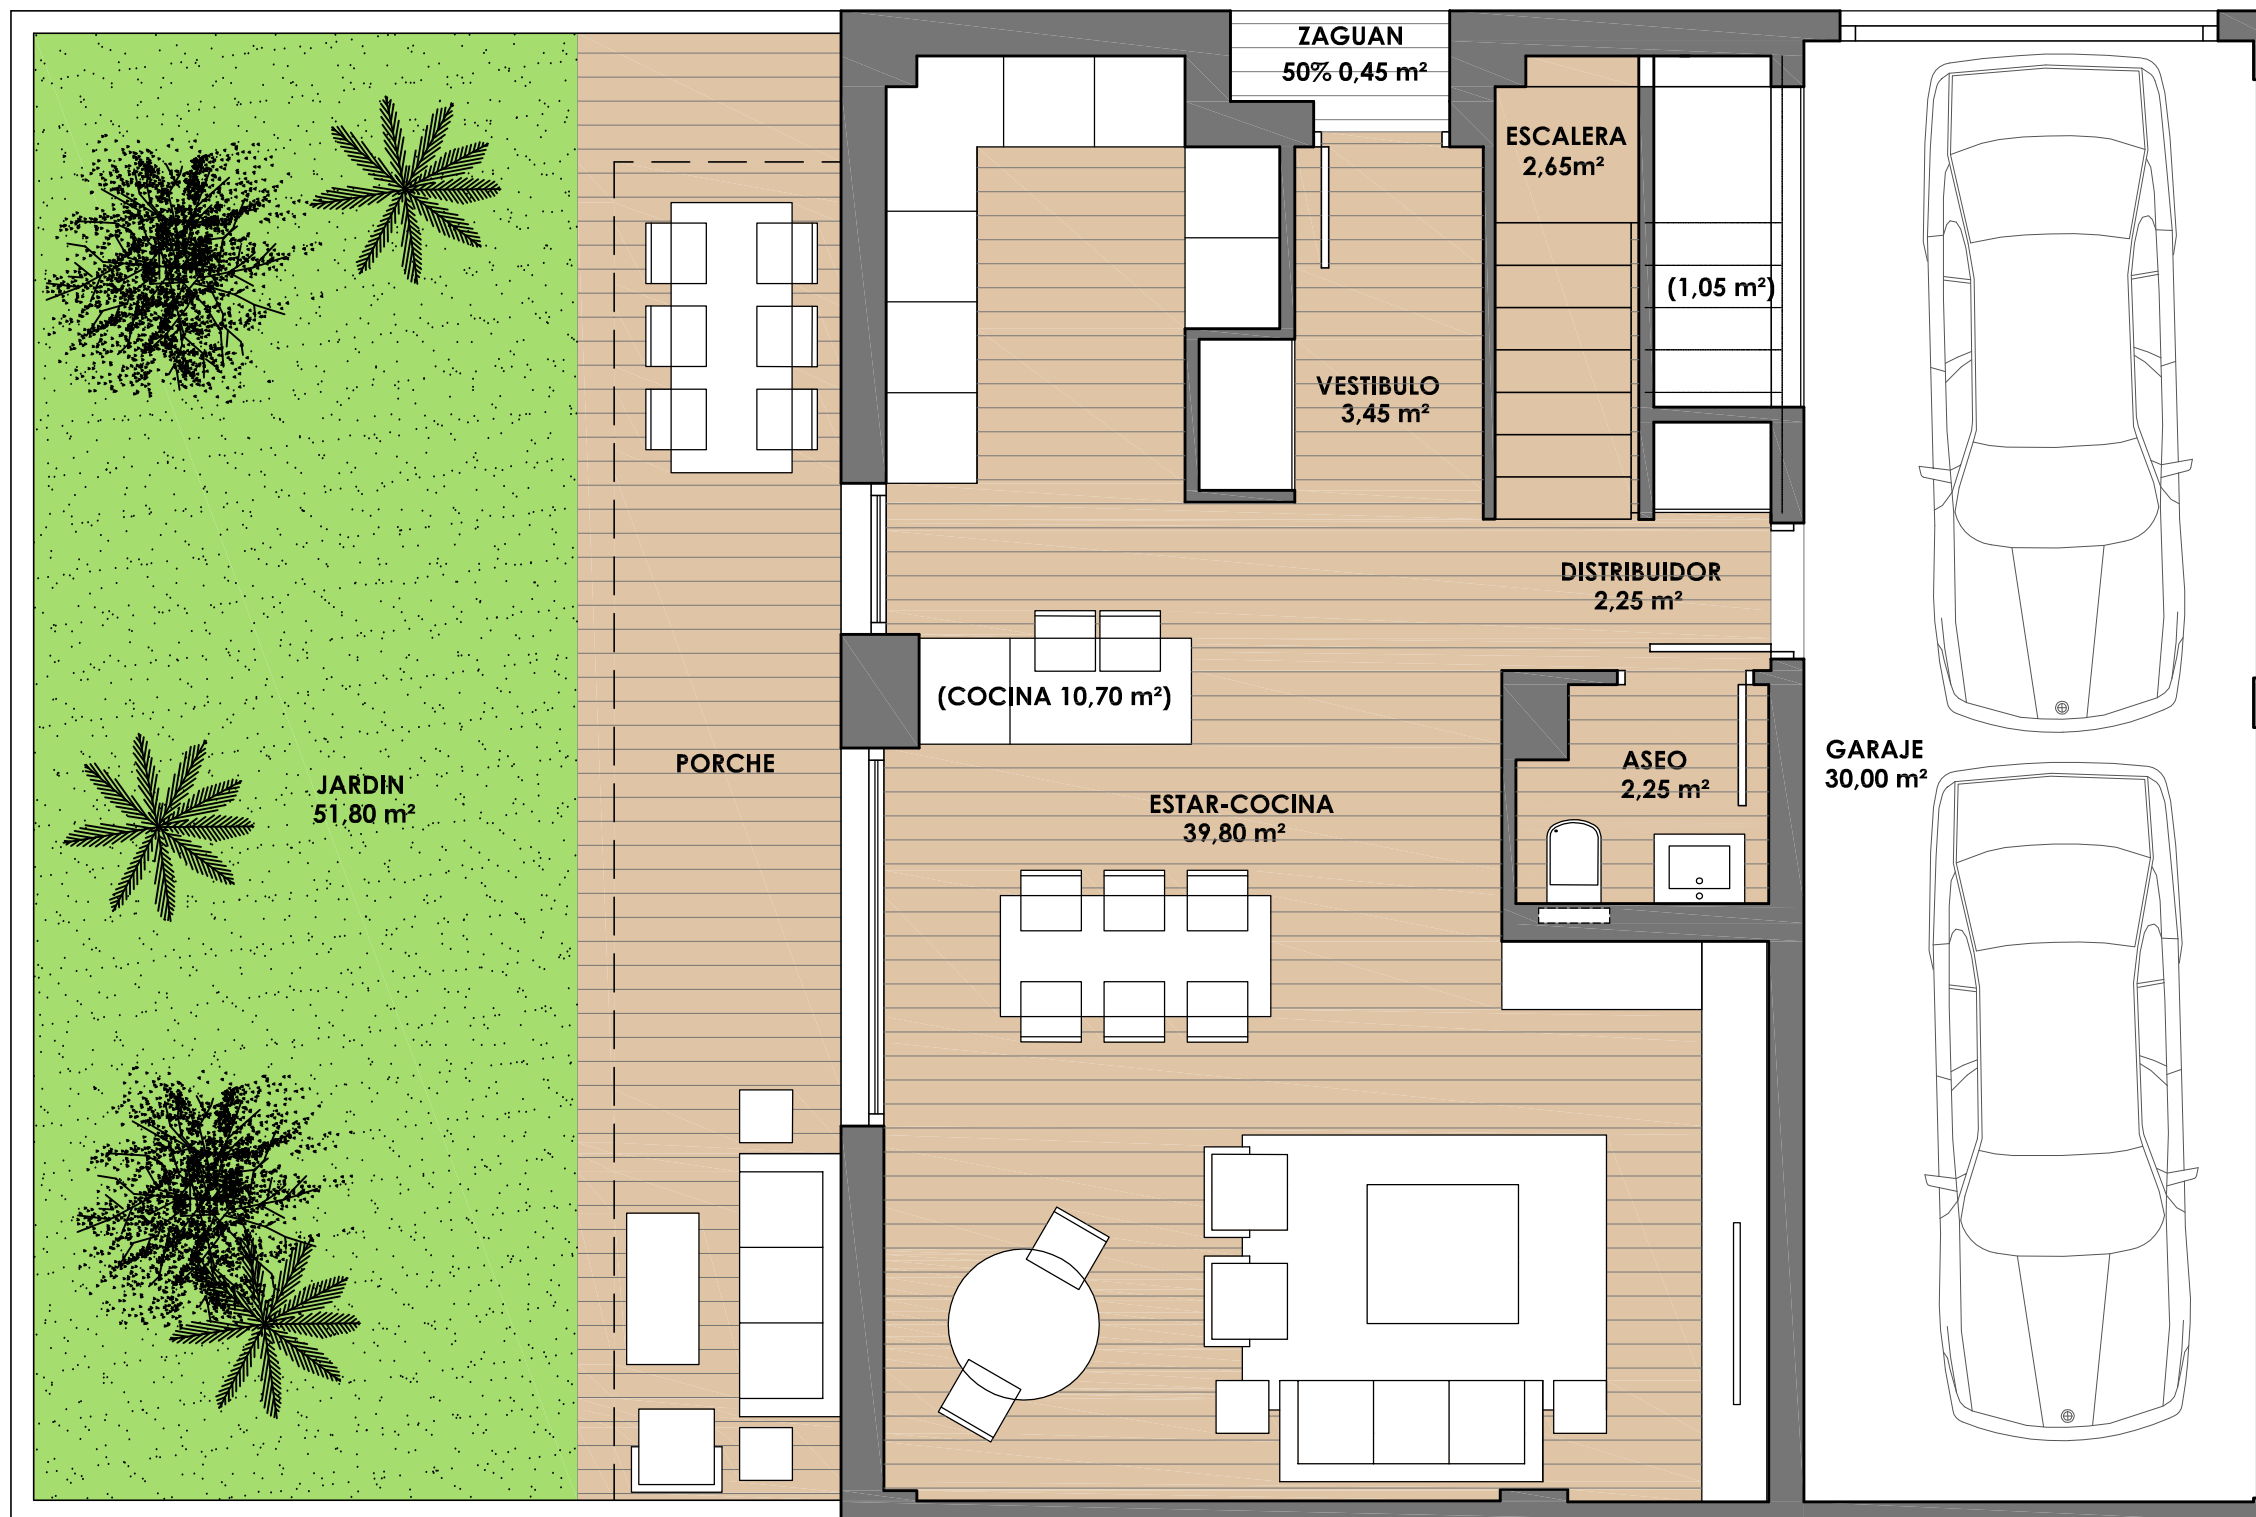 ZAGUAN
50% 0,45 m²
ESCALERA
2,65m²
(1,05 m²)
VESTIBULO
3,45 m²
DISTRIBUIDOR
2,25 m²
(COCINA 10,70 m²)
PORCHE
JARDIN
51,80 m²
ESTAR-COCINA
39,80 m²
ASEO
2,25 m²
GARAJE
30,00 m²